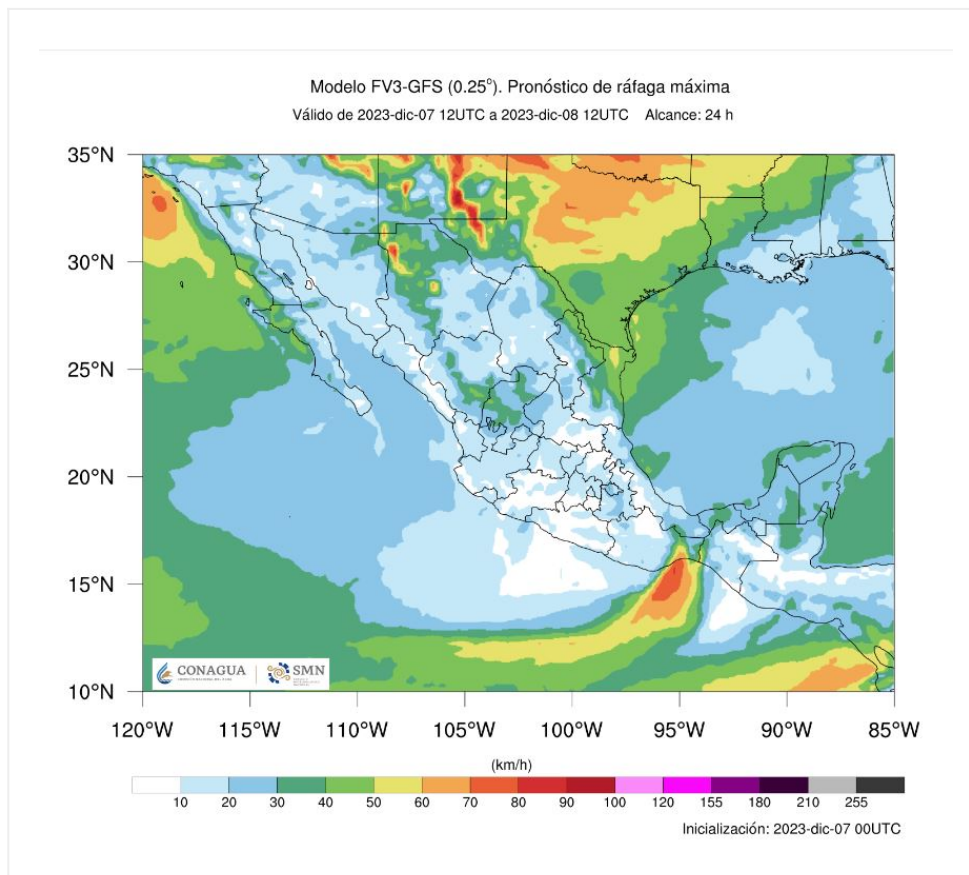 Modelo FV3-GFS (0.25°). Pronóstico de ráfaga máxima
Válido de 2023-dic-07 12UTC a 2023-dic-08 12UTC Alcance: 24 h
35°N
30°N
25°N
20°N
15°N
10°N
CONAGUA
SMN
120°W 115°W 110°W 105°W 100°W 95°W 90°W 85°W
(km/h)
10 20 30 40 50 60 70 80 90 100 120 155 180 210 255
Inicialización: 2023-dic-07 00UTC